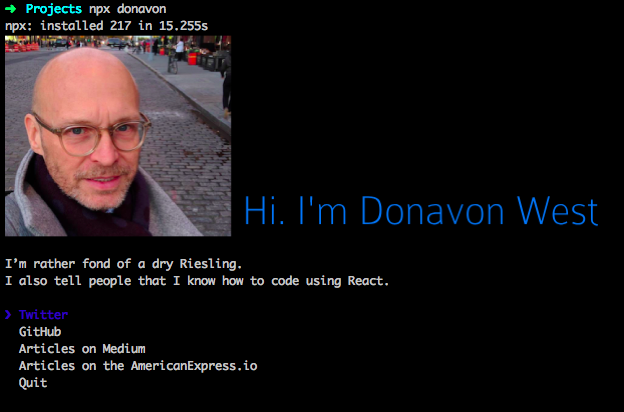 ➜ Projects npx donavon
npx: installed 217 in 15.255s
Hi. I'm Donavon West
I’m rather fond of a dry Riesling.
I also tell people that I know how to code using React.
❯ Twitter
GitHub
Articles on Medium
Articles on the AmericanExpress.io
Quit